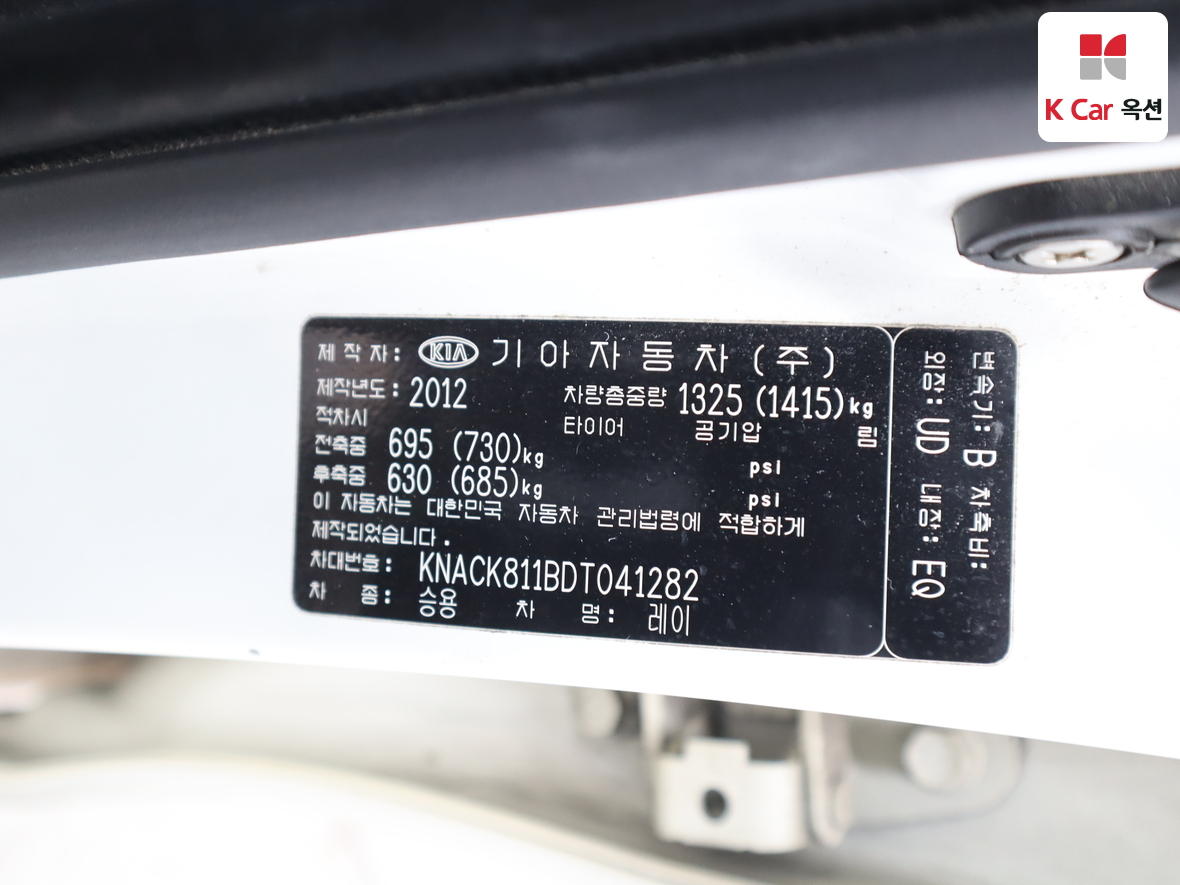 K Car 옥션
제 작 자 : KIA 기 아 자 동 차 ( 주 )
제작년도 : 2012 차량총중량 1325 (1415)kg
적차시 타이어 공기압 림
전축중 695 (730)kg psi
후축중 630 (685)kg psi
이 자동차는 대한민국 자동차 관리법령에 적합하게
제작되었습니다 .
차대번호 : KNACK811BDT041282
차 종 : 승용 차 명 : 레이
변속기 : B 차축비 :
외장 : UD 내장 : EQ